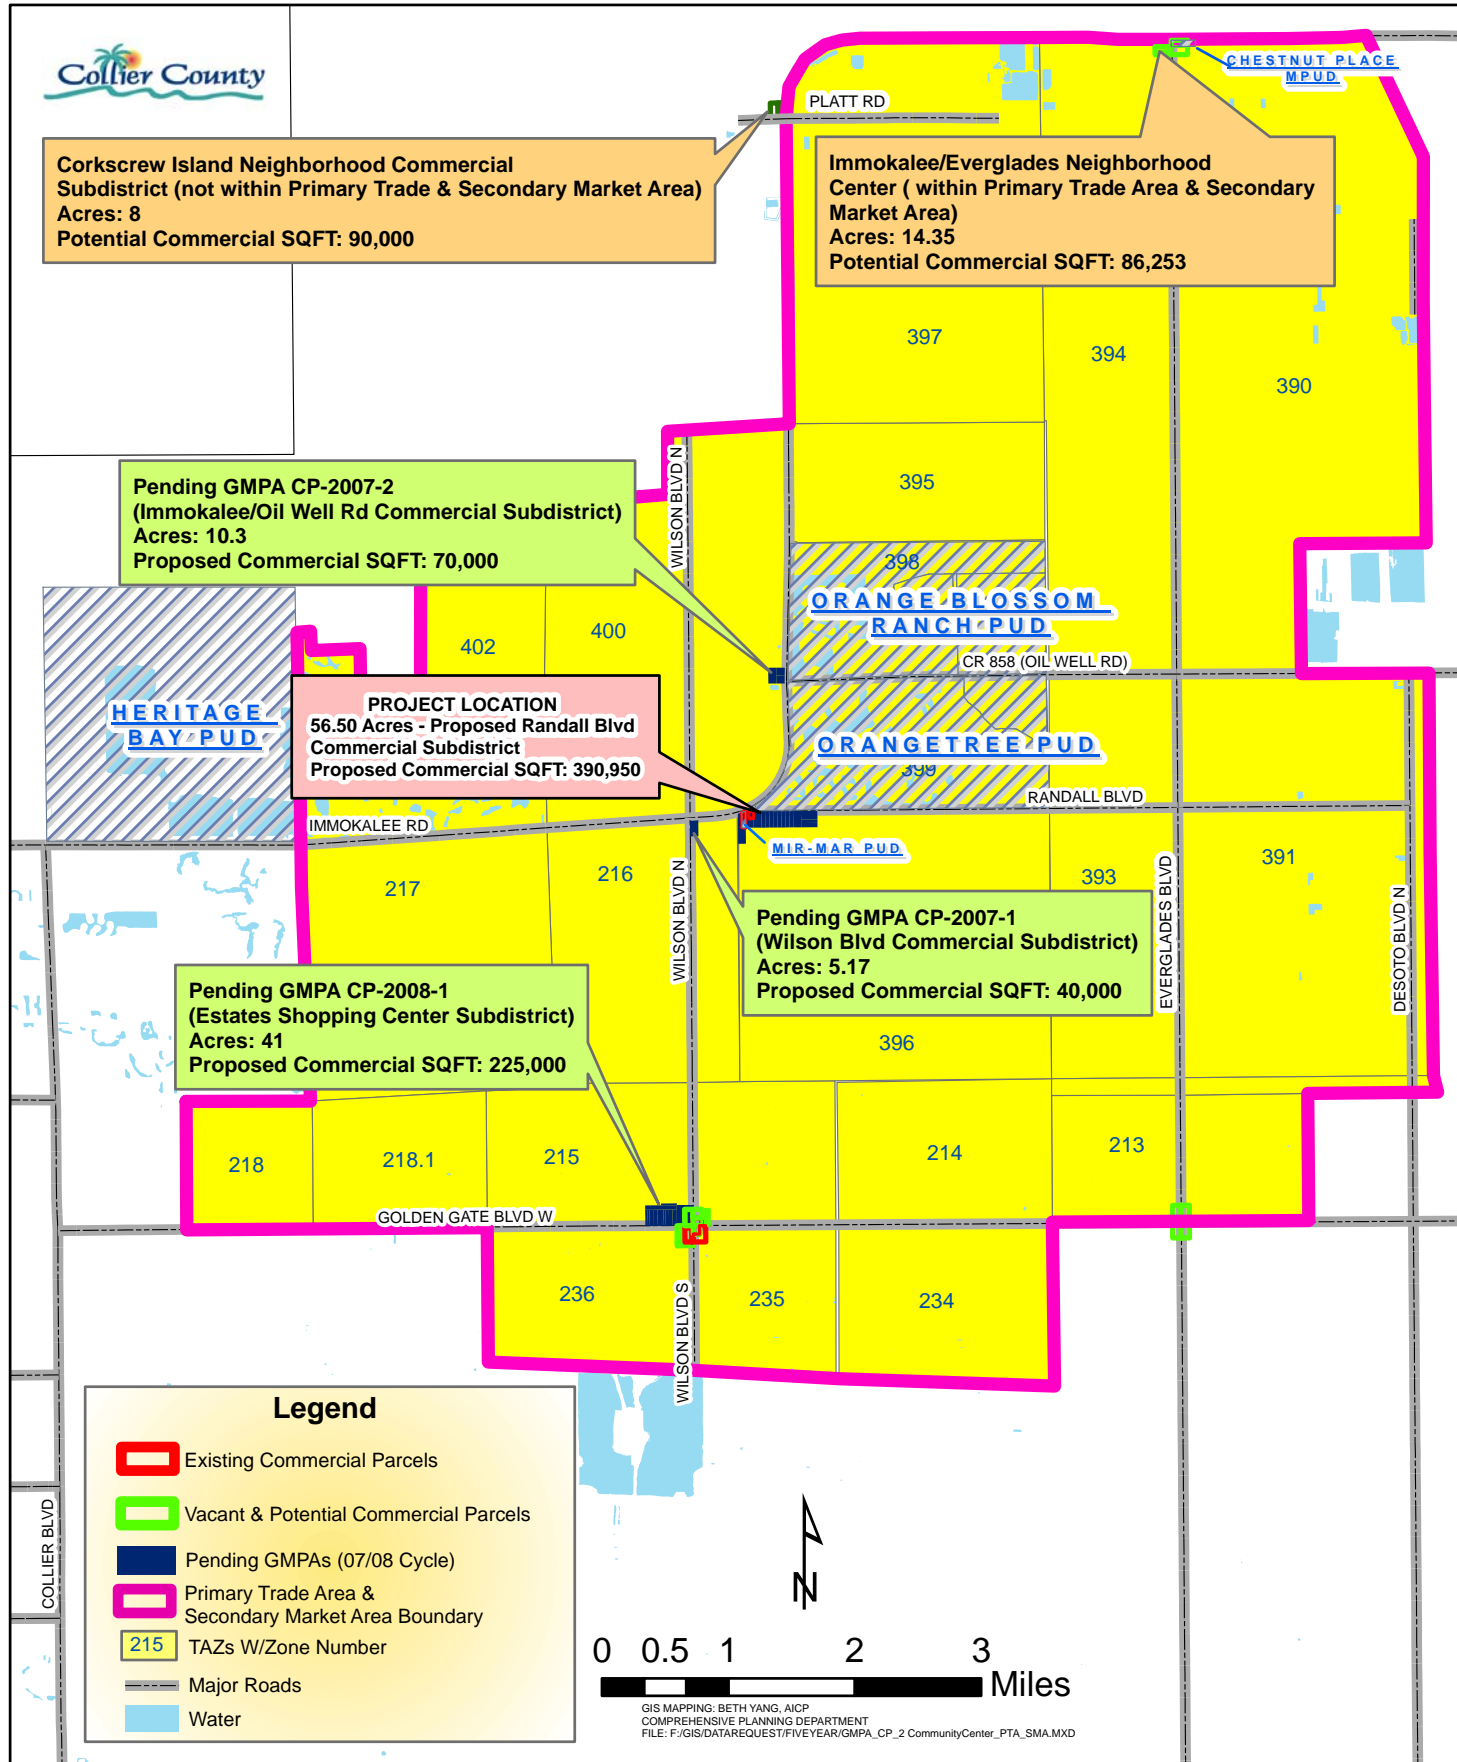 Collier County
CHESTNUT PLACE
MPUD
PLATT RD
Corkscrew Island Neighborhood Commercial
Subdistrict (not within Primary Trade & Secondary Market Area)
Acres: 8
Potential Commercial SQFT: 90,000
Immokalee/Everglades Neighborhood
Center ( within Primary Trade Area & Secondary
Market Area)
Acres: 14.35
Potential Commercial SQFT: 86,253
397
394
390
WILSON BLVD N
395
Pending GMPA CP-2007-2
(Immokalee/Oil Well Rd Commercial Subdistrict)
Acres: 10.3
Proposed Commercial SQFT: 70,000
398
ORANGE BLOSSOM
RANCH PUD
402
400
CR 858 (OIL WELL RD)
HERITAGE
BAY PUD
PROJECT LOCATION
56.50 Acres - Proposed Randall Blvd
Commercial Subdistrict
Proposed Commercial SQFT: 390,950
ORANGETREE PUD
399
RANDALL BLVD
IMMOKALEE RD
MIR-MAR PUD
217
216
393
391
WILSON BLVD N
EVERGLADES BLVD
DESOTO BLVD N
Pending GMPA CP-2007-1
(Wilson Blvd Commercial Subdistrict)
Acres: 5.17
Proposed Commercial SQFT: 40,000
Pending GMPA CP-2008-1
(Estates Shopping Center Subdistrict)
Acres: 41
Proposed Commercial SQFT: 225,000
396
218
218.1
215
214
213
GOLDEN GATE BLVD W
236
235
234
WILSON BLVD S
Legend
Existing Commercial Parcels
Vacant & Potential Commercial Parcels
Pending GMPAs (07/08 Cycle)
Primary Trade Area &
Secondary Market Area Boundary
215 TAZs W/Zone Number
Major Roads
Water
COLLIER BLVD
N
0 0.5 1 2 3
Miles
GIS MAPPING: BETH YANG, AICP
COMPREHENSIVE PLANNING DEPARTMENT
FILE: F:/GIS/DATAREQUEST/FIVEYEAR/GMPA_CP_2 CommunityCenter_PTA_SMA.MXD